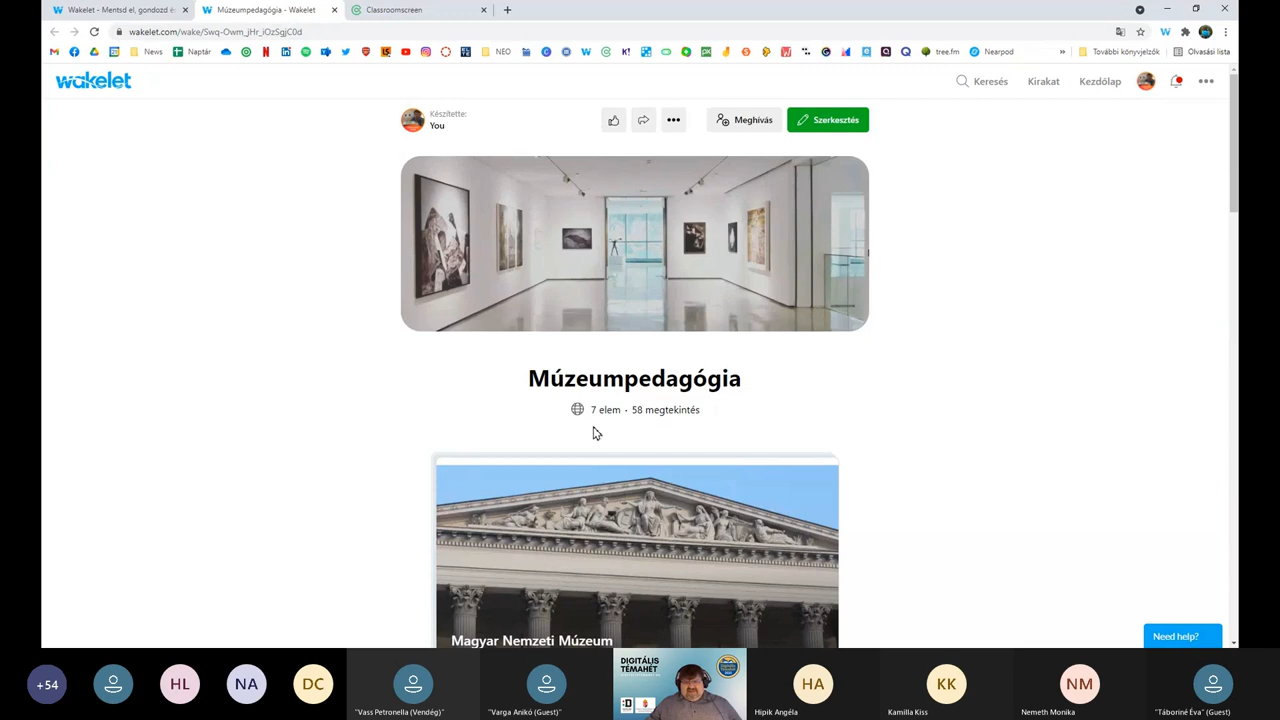 Wakelet - Mentsd el, gondozd é
Múzeumpedagógia - Wakelet
Classroomscreen
wakelet.com/wake/Swq-Owm_jHr_iOzSgjC0d
News
Naptár
NEO
tree.fm
Nearpod
További könyvjelzők
Olvasási lista
wakelet
Keresés
Kirakat
Kezdőlap
Készítette:
You
Meghívás
Szerkesztés
Múzeumpedagógia
7 elem · 58 megtekintés
Magyar Nemzeti Múzeum
Need help?
+54
HL
NA
DC
"Vass Petronella (Vendég)"
"Varga Anikó (Guest)"
DIGITÁLIS
TÉMAHÉT
HA
Hipik Angéla
KK
Kamilla Kiss
NM
Nemeth Monika
"Táboriné Éva" (Guest)